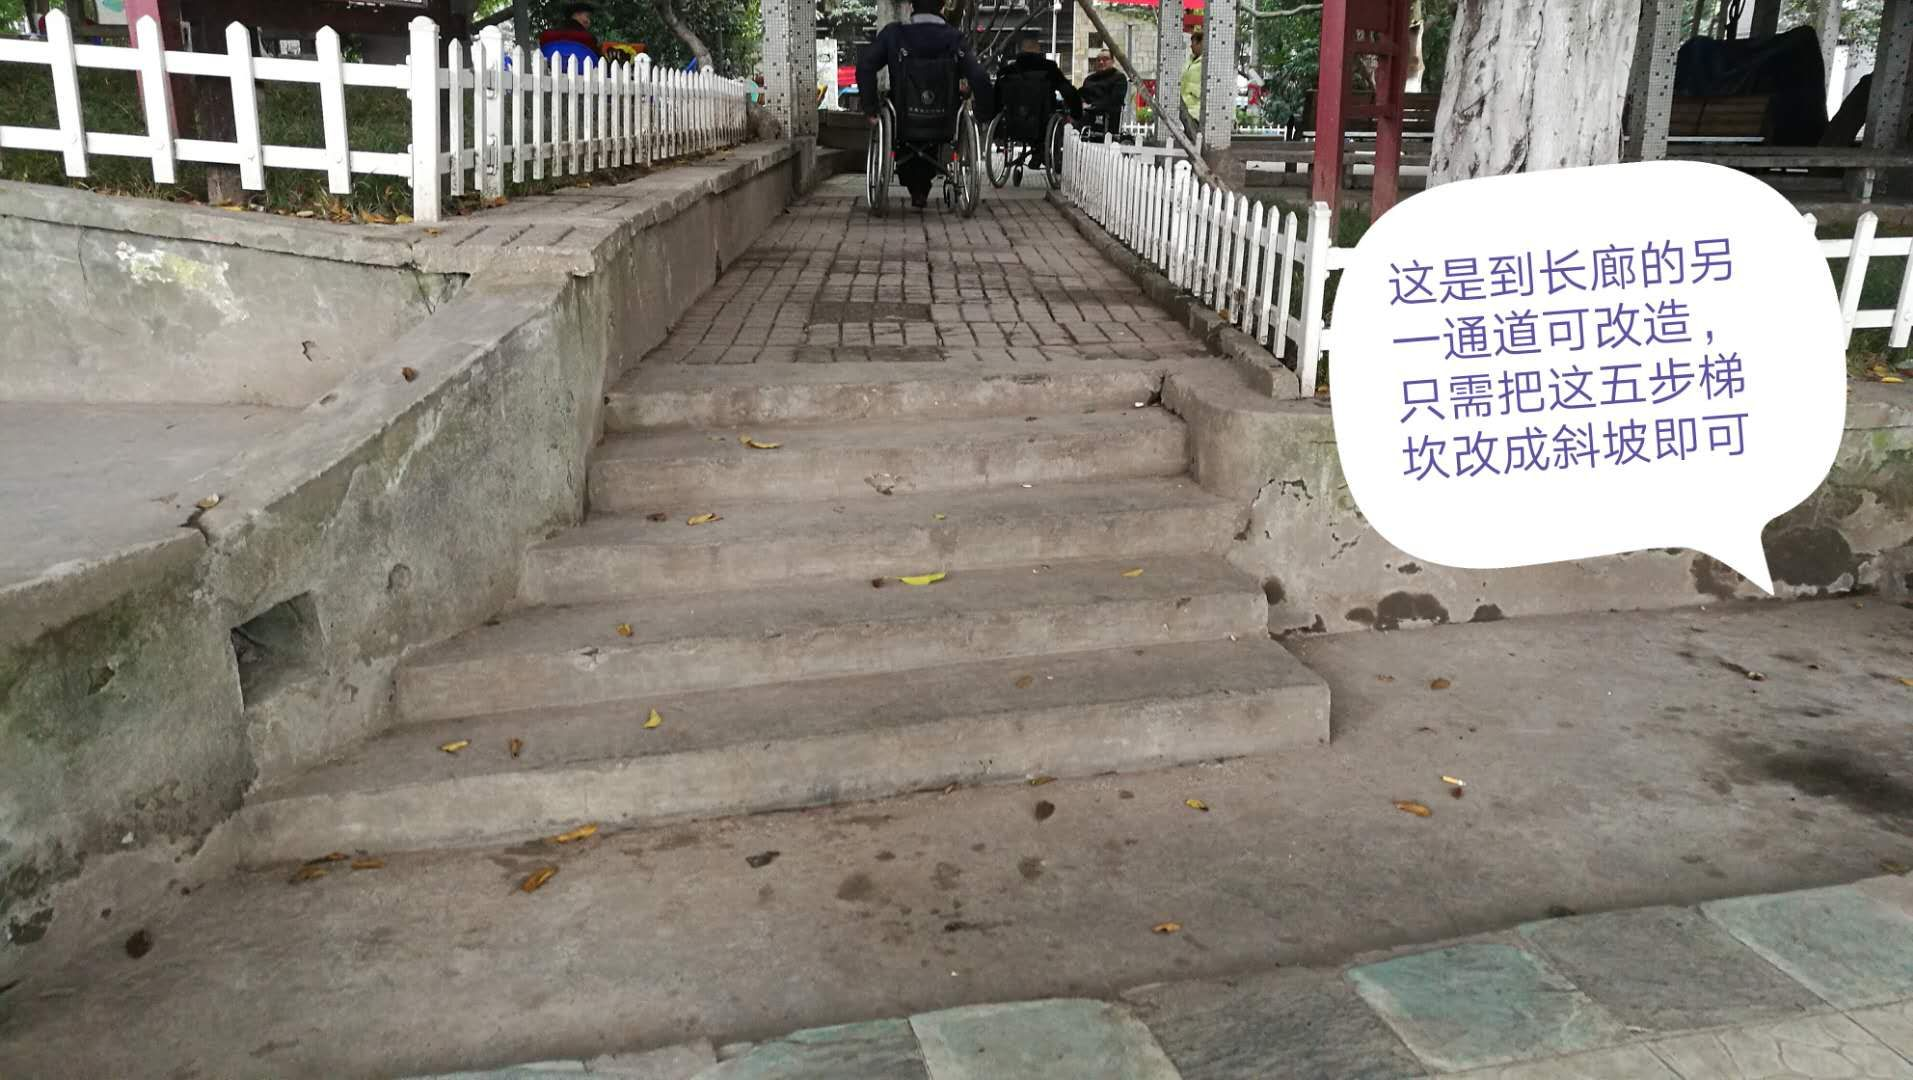 这是到长廊的另
一通道可改造，
只需把这五步梯
坎改成斜坡即可